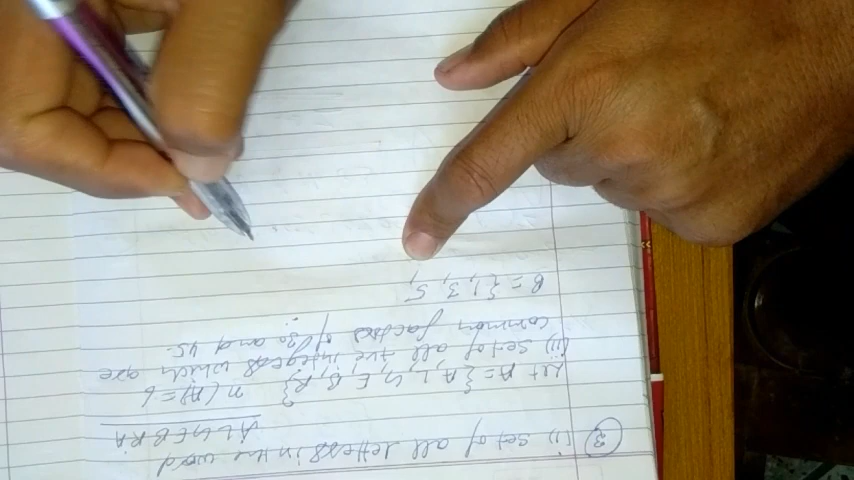 ③ (i) Set of all letters in the word
ALGEBRA
Let A = {A, L, G, E, B, R} n(A) = 6
(ii) Set of all +ve integers which are
common factors of 30 and 45.
B = {1, 3, 5,